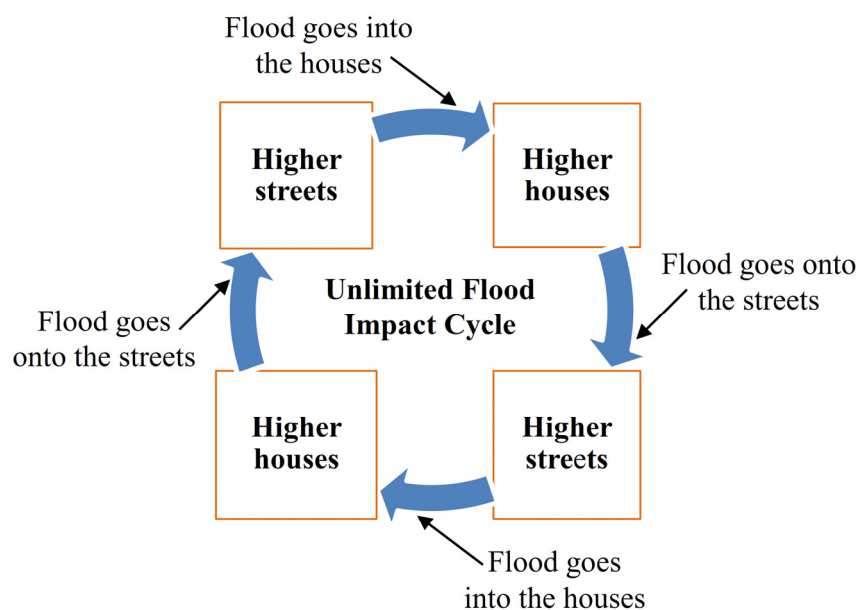 Flood goes into
the houses
Higher
streets
Higher
houses
Flood goes onto
the streets
Unlimited Flood
Impact Cycle
Flood goes
onto the streets
Higher
houses
Higher
streets
Flood goes
into the houses